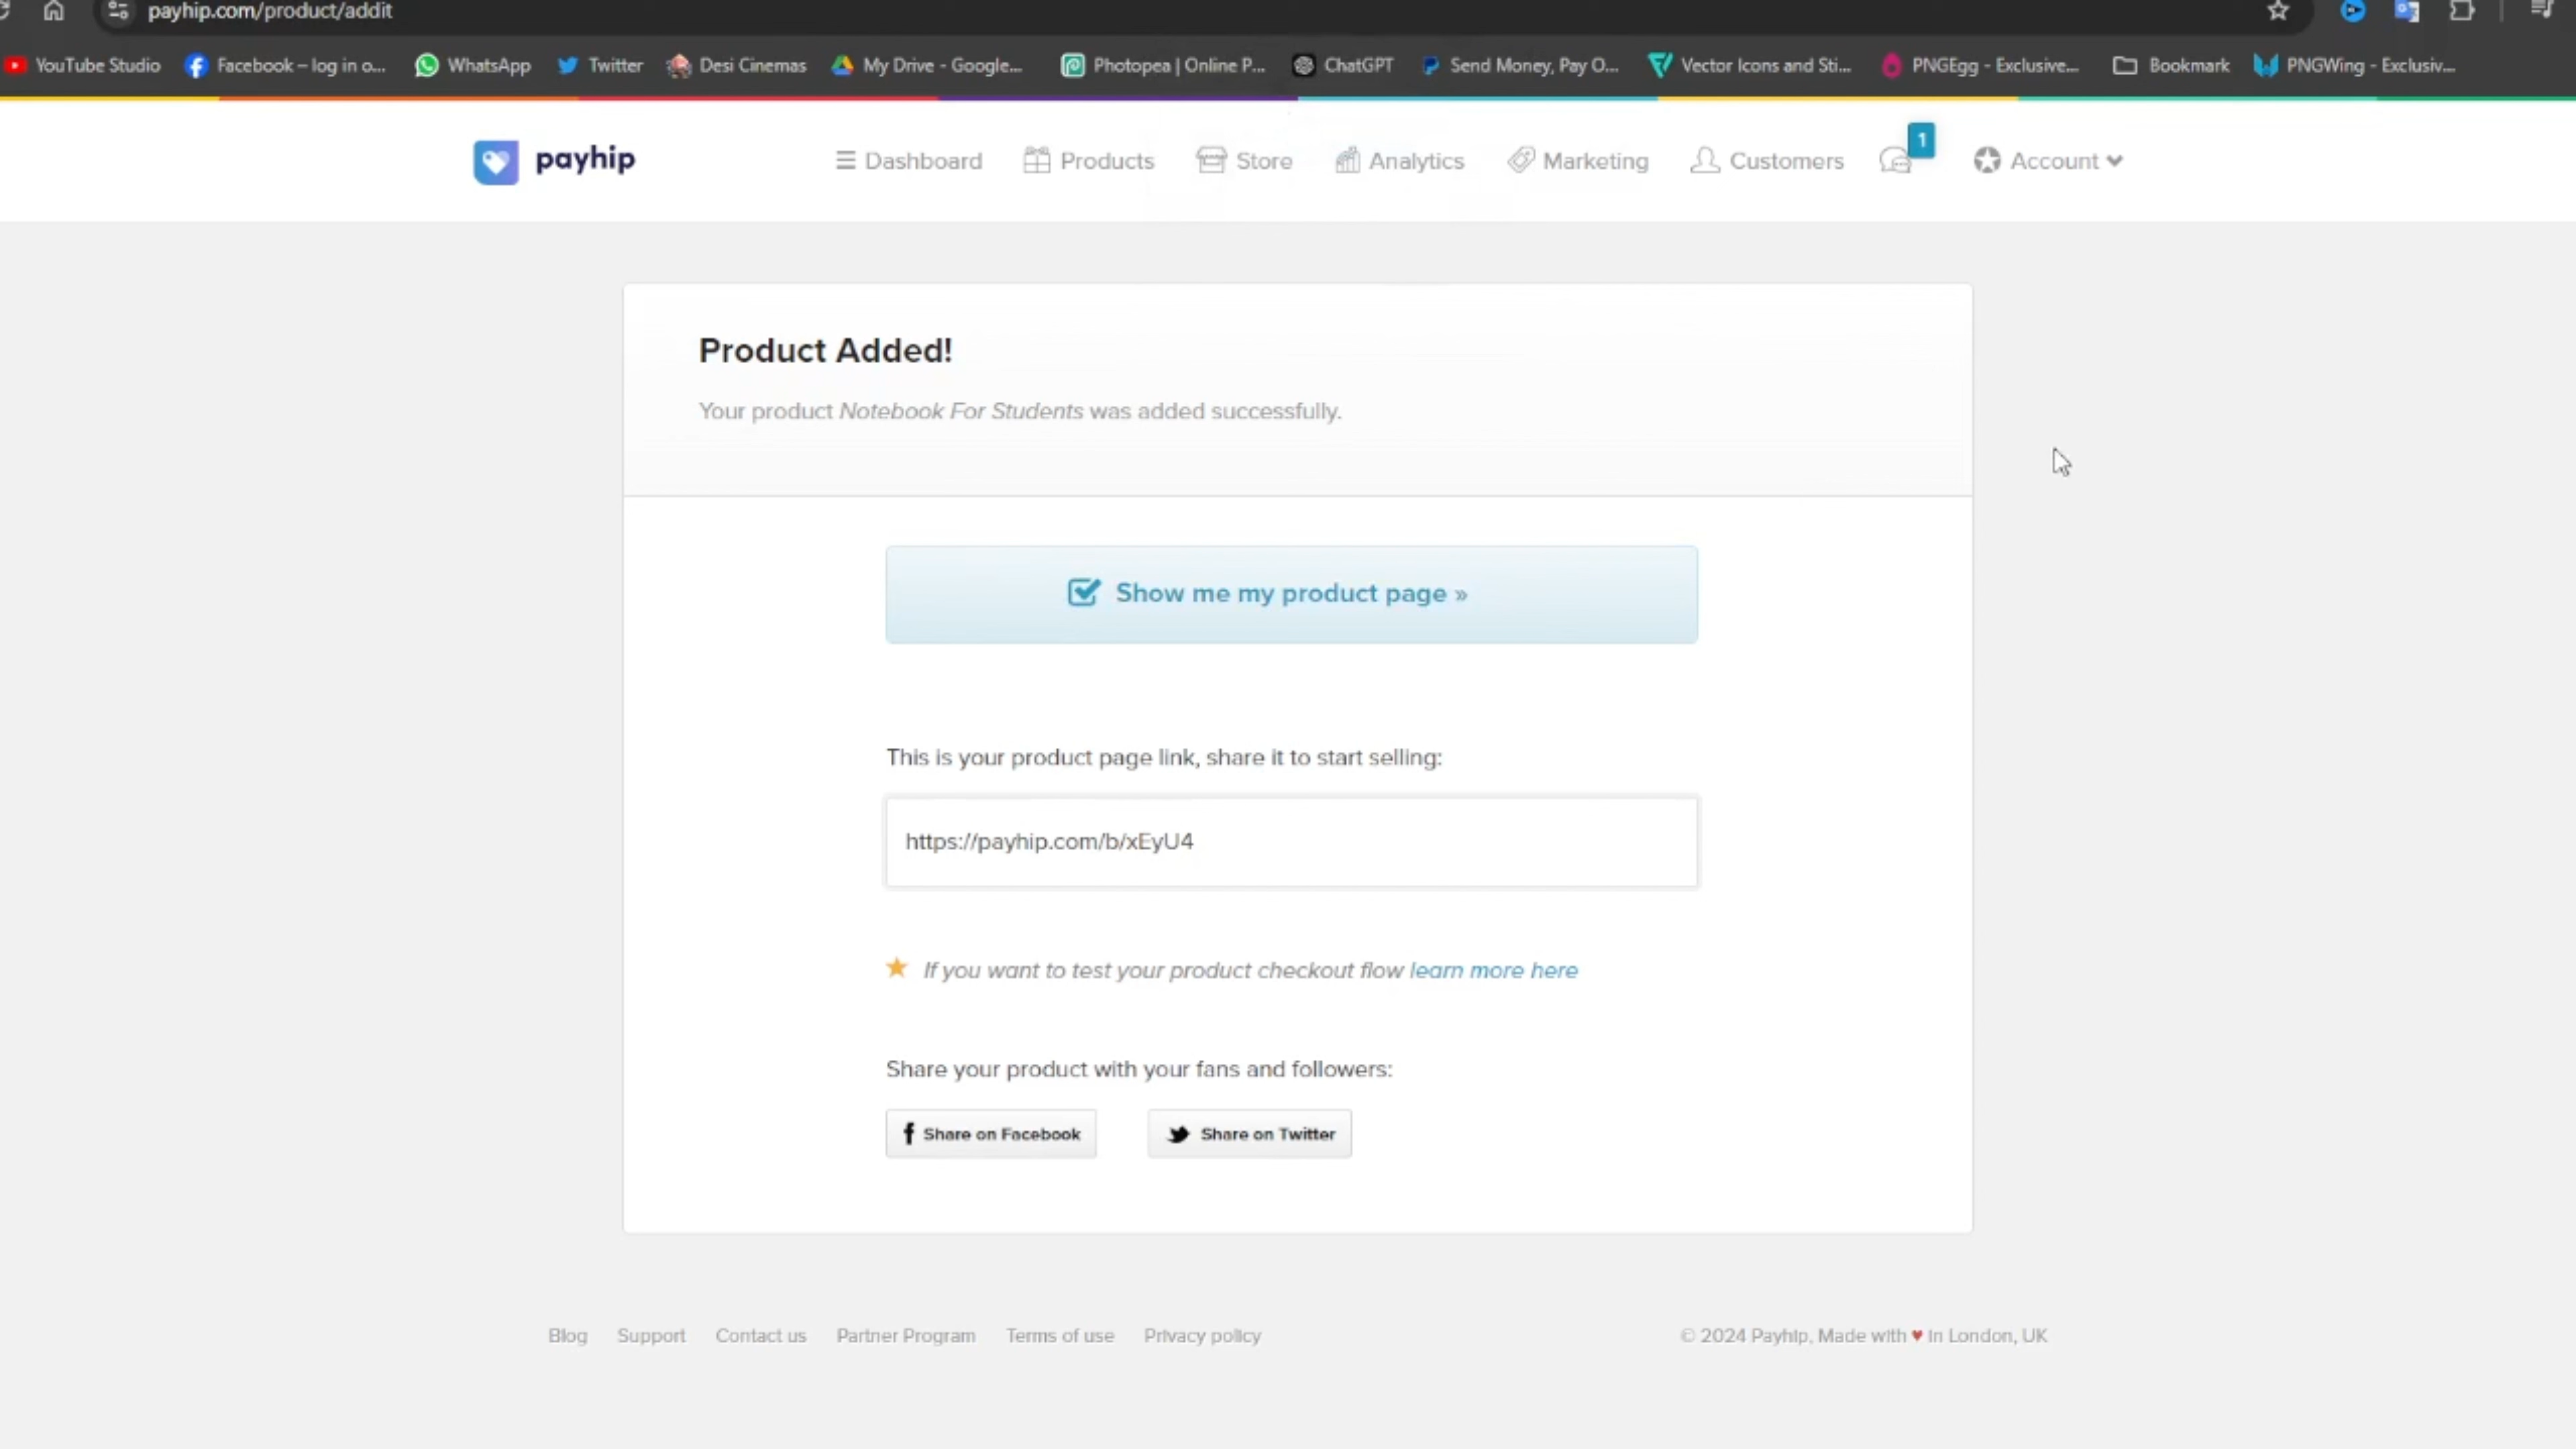 payhip.com/product/addit
YouTube Studio Facebook – log in o... WhatsApp Twitter Desi Cinemas My Drive - Google... Photopea | Online P... ChatGPT Send Money, Pay O... Vector Icons and Sti... PNGEgg - Exclusive... Bookmark PNGWing - Exclusiv...
payhip Dashboard Products Store Analytics Marketing Customers 1 Account
Product Added!
Your product Notebook For Students was added successfully.
Show me my product page »
This is your product page link, share it to start selling:
https://payhip.com/b/xEyU4
If you want to test your product checkout flow learn more here
Share your product with your fans and followers:
Share on Facebook Share on Twitter
Blog Support Contact us Partner Program Terms of use Privacy policy © 2024 Payhip, Made with ♥ in London, UK